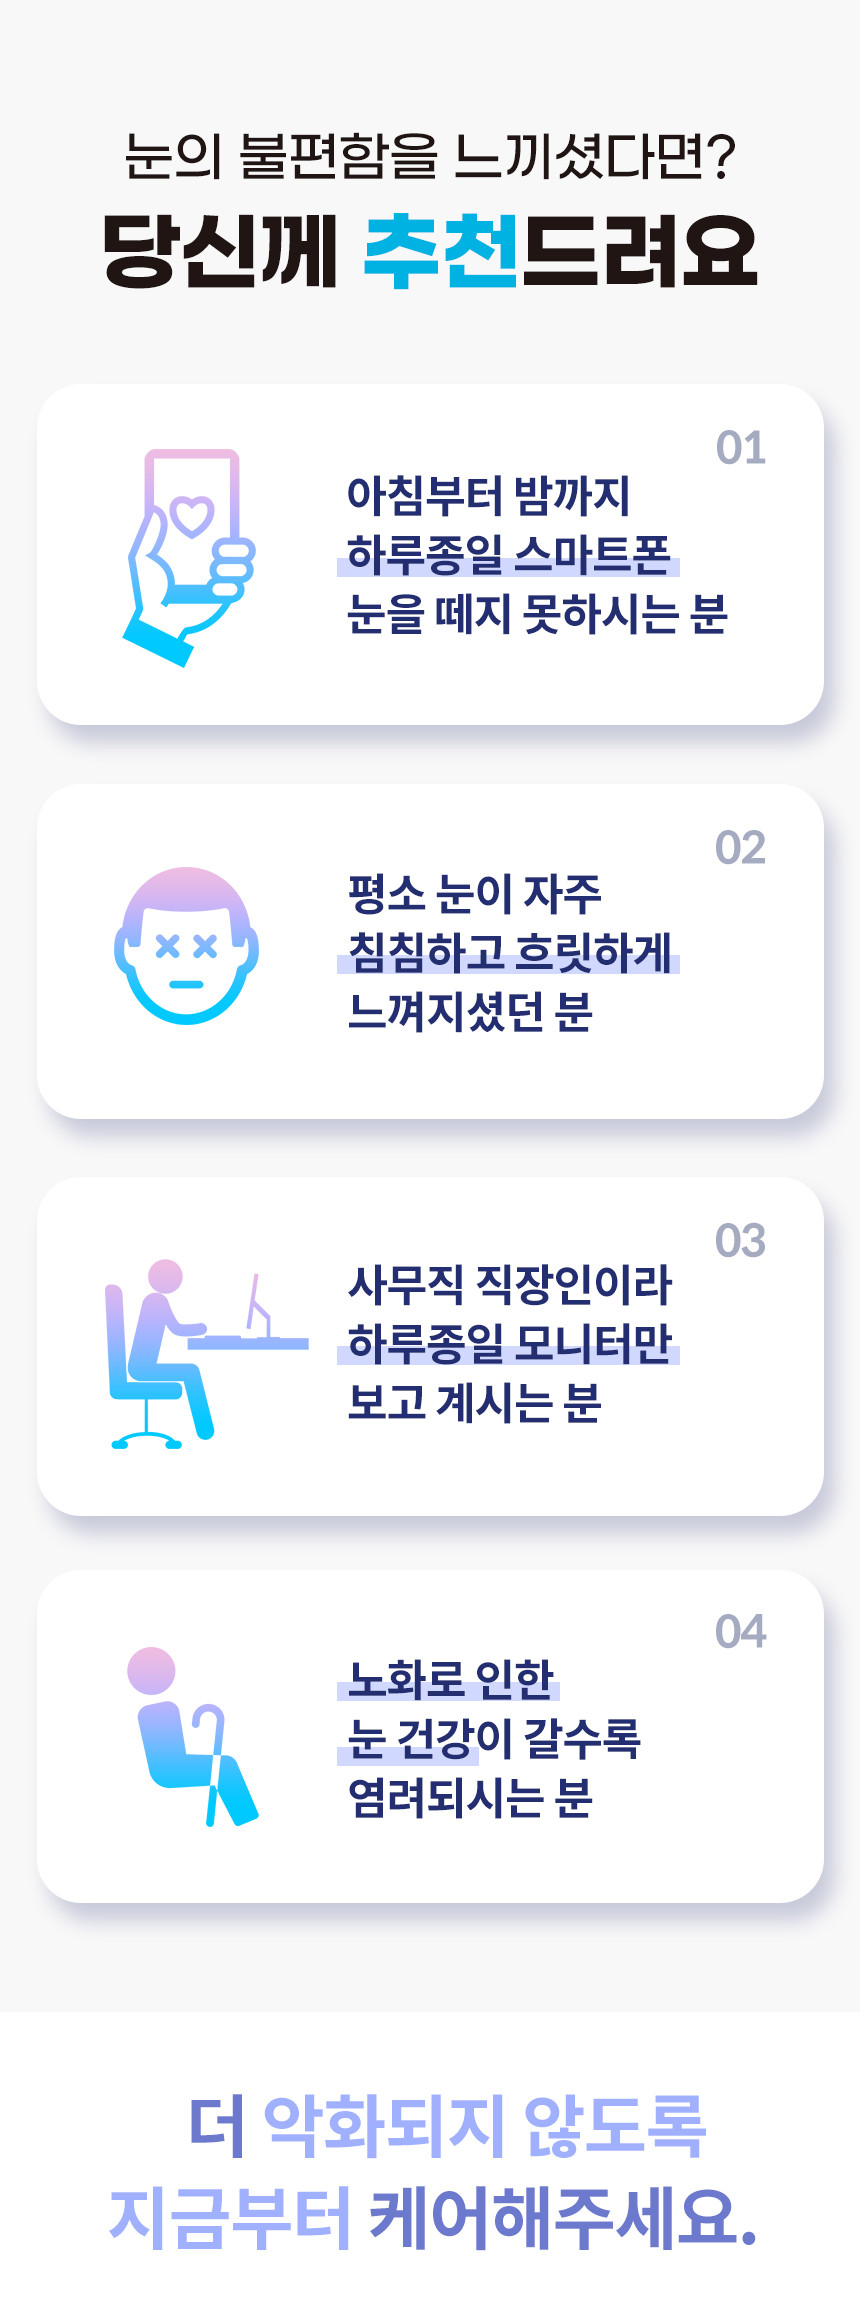 눈의 불편함을 느끼셨다면?
당신께 추천드려요
01
아침부터 밤까지
하루종일 스마트폰
눈을 떼지 못하시는 분
02
평소 눈이 자주
침침하고 흐릿하게
느껴지셨던 분
03
사무직 직장인이라
하루종일 모니터만
보고 계시는 분
04
노화로 인한
눈 건강이 갈수록
염려되시는 분
더 악화되지 않도록
지금부터 케어해주세요.